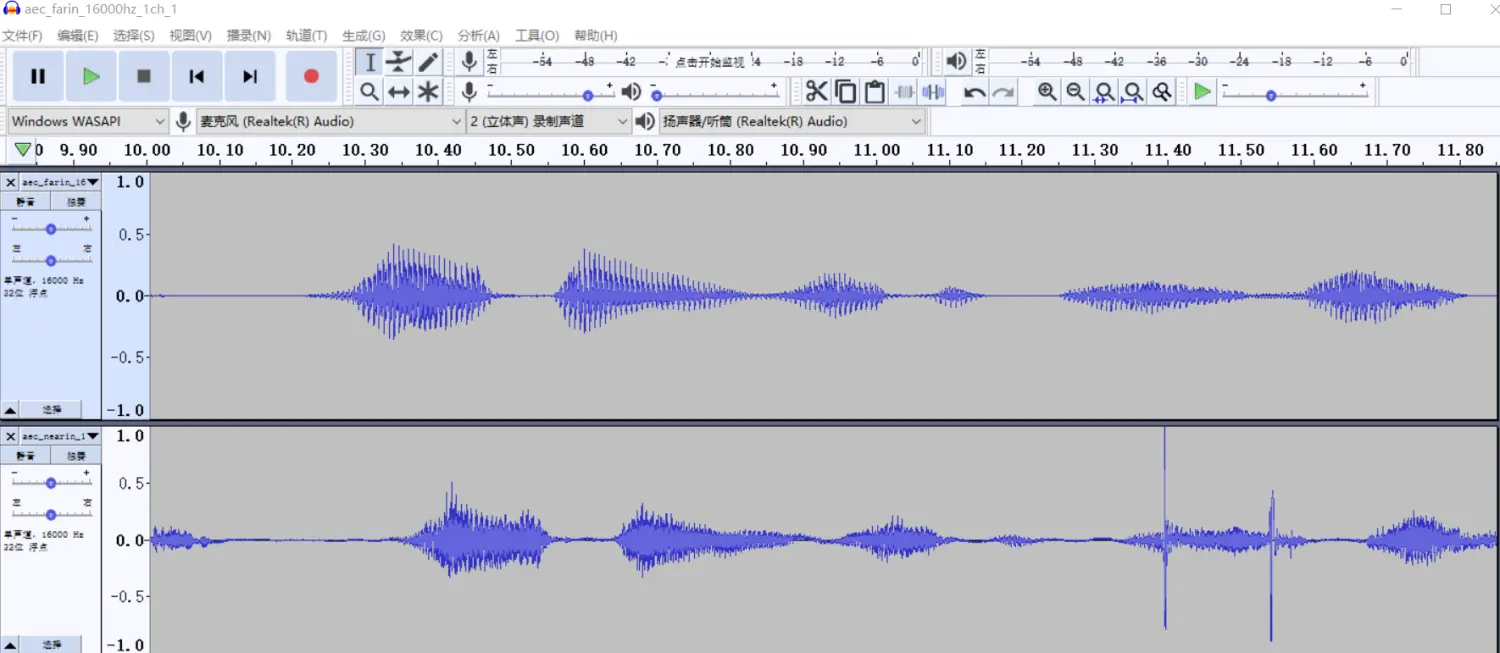 aec_farin_16000hz_1ch_1
文件(F) 编辑(E) 选择(S) 视图(V) 播录(N) 轨道(T) 生成(G) 效果(C) 分析(A) 工具(O) 帮助(H)
左 右 -54 -48 -42 - 点击开始监视 !4 -18 -12 -6 0 左 右 -54 -48 -42 -36 -30 -24 -18 -12 -6 0
Windows WASAPI 麦克风 (Realtek(R) Audio) 2 (立体声) 录制声道 扬声器/听筒 (Realtek(R) Audio)
0 9.90 10.00 10.10 10.20 10.30 10.40 10.50 10.60 10.70 10.80 10.90 11.00 11.10 11.20 11.30 11.40 11.50 11.60 11.70 11.80
aec_farin_16 1.0
静音 独奏
- +
0.5
左 右
单声道, 16000 Hz
32位 浮点
0.0
-0.5
选择 -1.0
aec_nearin_1 1.0
静音 独奏
- +
0.5
左 右
单声道, 16000 Hz
32位 浮点
0.0
-0.5
选择 -1.0